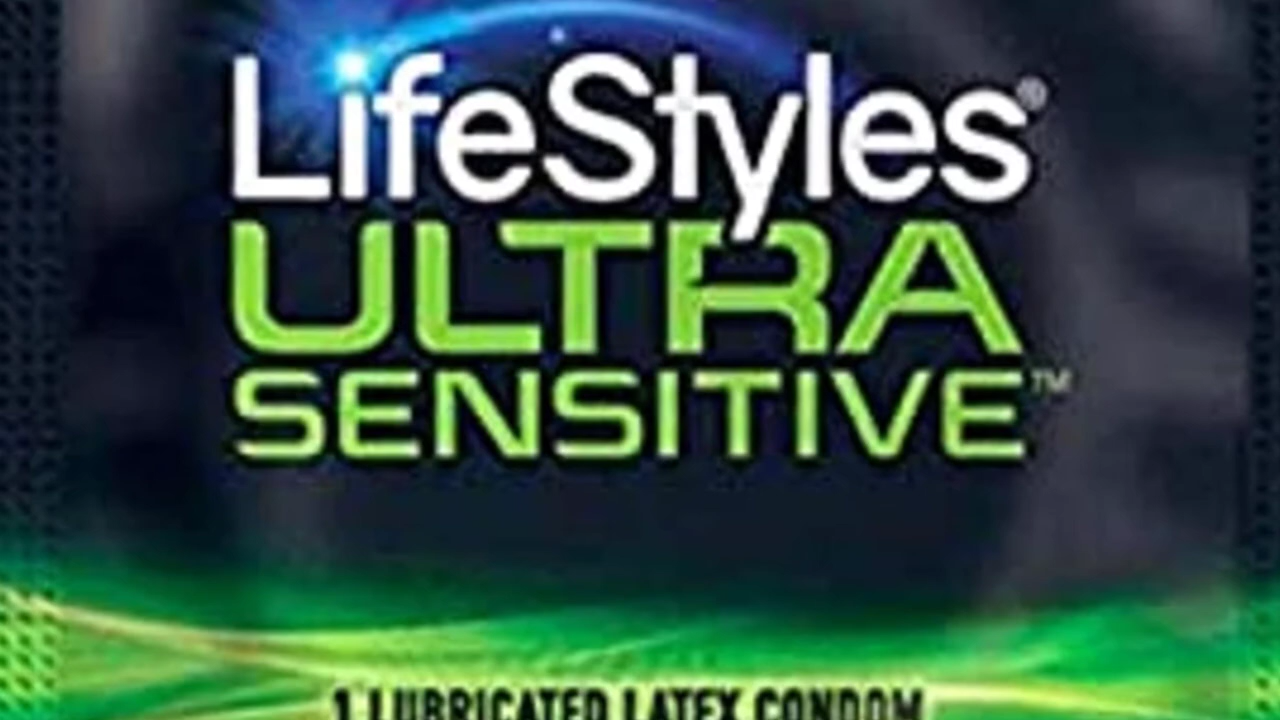 LifeStyles®
ULTRA
SENSITIVE™
1 LUBRICATED LATEX CONDOM